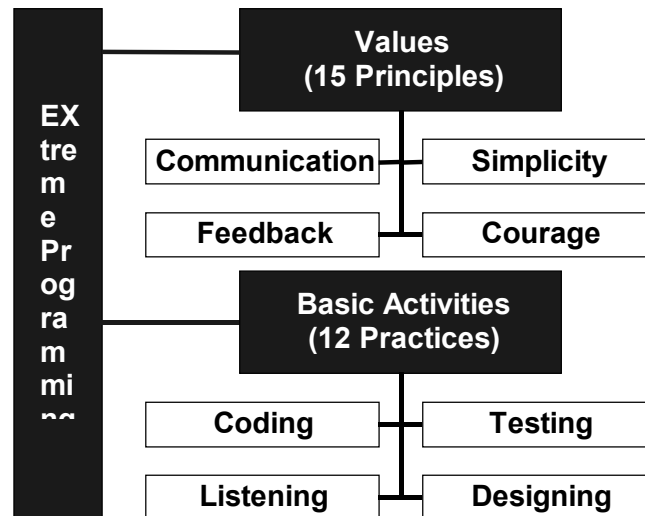 EX
tre
m
e
Pr
og
ra
m
mi
ng
Values
(15 Principles)
Communication
Simplicity
Feedback
Courage
Basic Activities
(12 Practices)
Coding
Testing
Listening
Designing